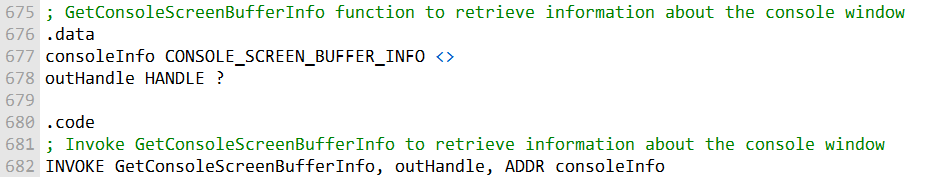 675 ; GetConsoleScreenBufferInfo function to retrieve information about the console window
676 .data
677 consoleInfo CONSOLE_SCREEN_BUFFER_INFO <>
678 outHandle HANDLE ?
679
680 .code
681 ; Invoke GetConsoleScreenBufferInfo to retrieve information about the console window
682 INVOKE GetConsoleScreenBufferInfo, outHandle, ADDR consoleInfo